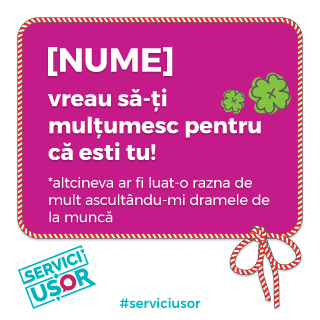 [NUME]
vreau să-ți
mulțumesc pentru
că esti tu!
*altcineva ar fi luat-o razna de
mult ascultându-mi dramele de
la muncă
SERVICI
UȘOR
#serviciusor